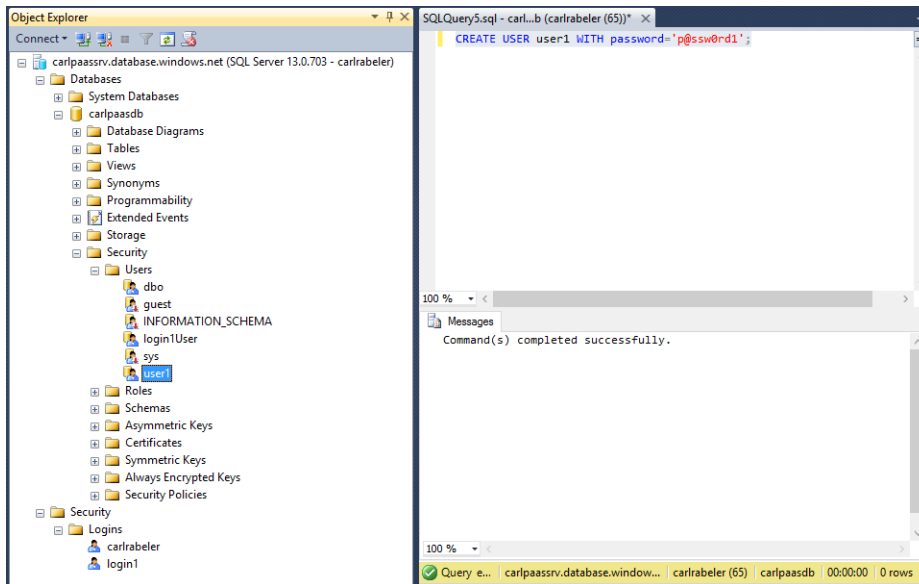 Object Explorer
Connect
carlpaassrv.database.windows.net (SQL Server 13.0.703 - carlrabeler)
Databases
System Databases
carlpaasdb
Database Diagrams
Tables
Views
Synonyms
Programmability
Extended Events
Storage
Security
Users
dbo
guest
INFORMATION_SCHEMA
login1User
sys
user1
Roles
Schemas
Asymmetric Keys
Certificates
Symmetric Keys
Always Encrypted Keys
Security Policies
Security
Logins
carlrabeler
login1
SQLQuery5.sql - carl...b (carlrabeler (65))*
CREATE USER user1 WITH password='p@ssw0rd1';
100 %
Messages
Command(s) completed successfully.
100 %
Query e... carlpaassrv.database.window... carlrabeler (65) carlpaasdb 00:00:00 0 rows